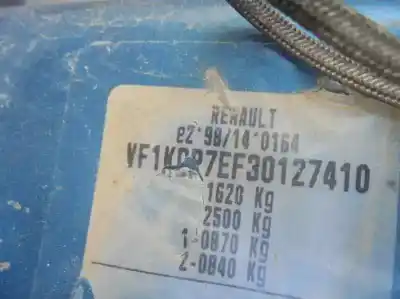 RENAULT
e2*98/14*0164
VF1KCR7EF30127410
1620 Kg
2500 Kg
1-0870 Kg
2-0840 Kg